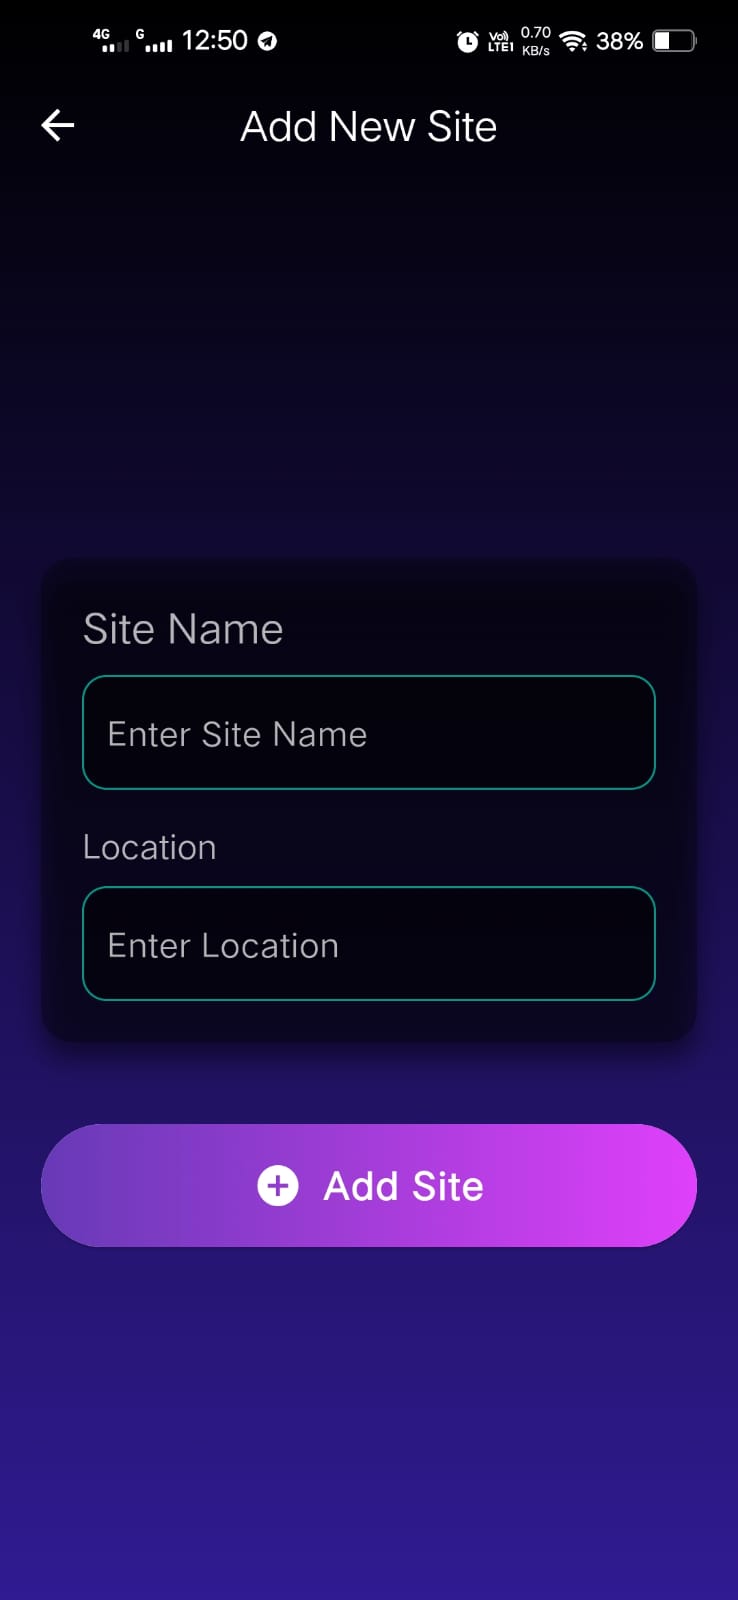 4G G 12:50 Vo)) LTE1 0.70 KB/s 38%
Add New Site
Site Name
Enter Site Name
Location
Enter Location
Add Site